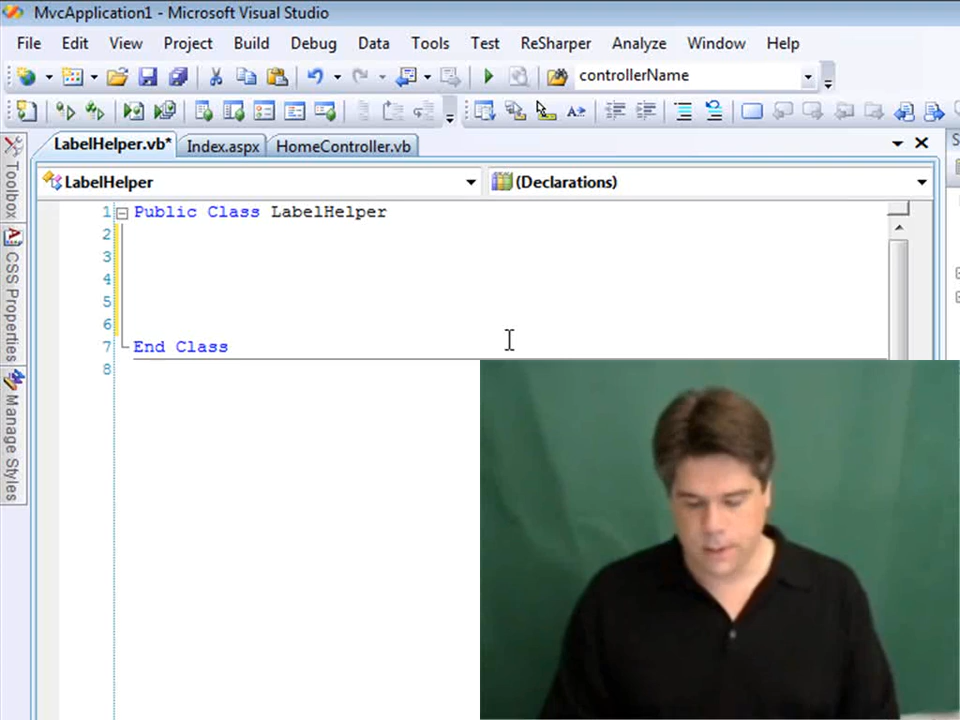 MvcApplication1 - Microsoft Visual Studio
File Edit View Project Build Debug Data Tools Test ReSharper Analyze Window Help
controllerName
LabelHelper.vb* Index.aspx HomeController.vb
LabelHelper (Declarations)
Toolbox
CSS Properties
Manage Styles
1 Public Class LabelHelper
2
3
4
5
6
7 End Class
8